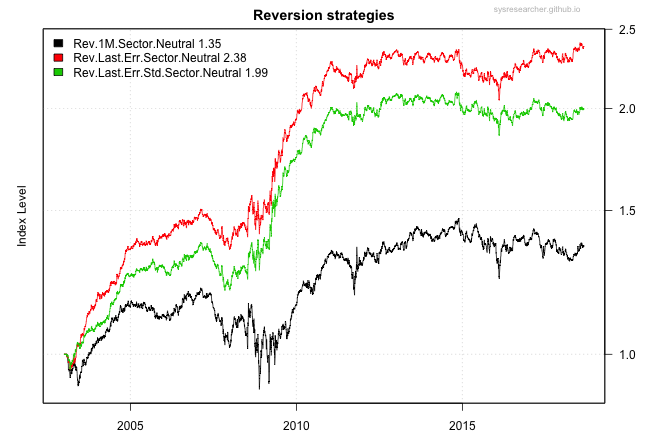 sysresearcher.github.io
Reversion strategies
Rev.1M.Sector.Neutral 1.35
Rev.Last.Err.Sector.Neutral 2.38
Rev.Last.Err.Std.Sector.Neutral 1.99
2.5
2.0
1.5
1.0
Index Level
2005
2010
2015